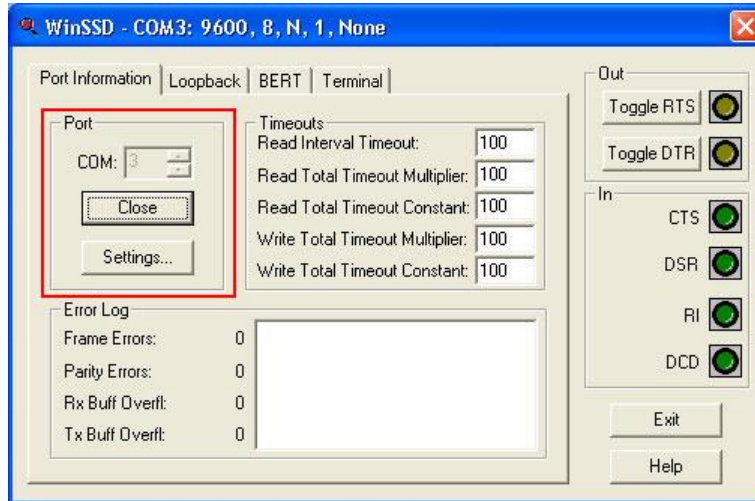 WinSSD - COM3: 9600, 8, N, 1, None
Port Information
Loopback
BERT
Terminal
Port
COM: 3
Close
Settings...
Timeouts
Read Interval Timeout: 100
Read Total Timeout Multiplier: 100
Read Total Timeout Constant: 100
Write Total Timeout Multiplier: 100
Write Total Timeout Constant: 100
Error Log
Frame Errors: 0
Parity Errors: 0
Rx Buff Overfl: 0
Tx Buff Overfl: 0
Out
Toggle RTS
Toggle DTR
In
CTS
DSR
RI
DCD
Exit
Help